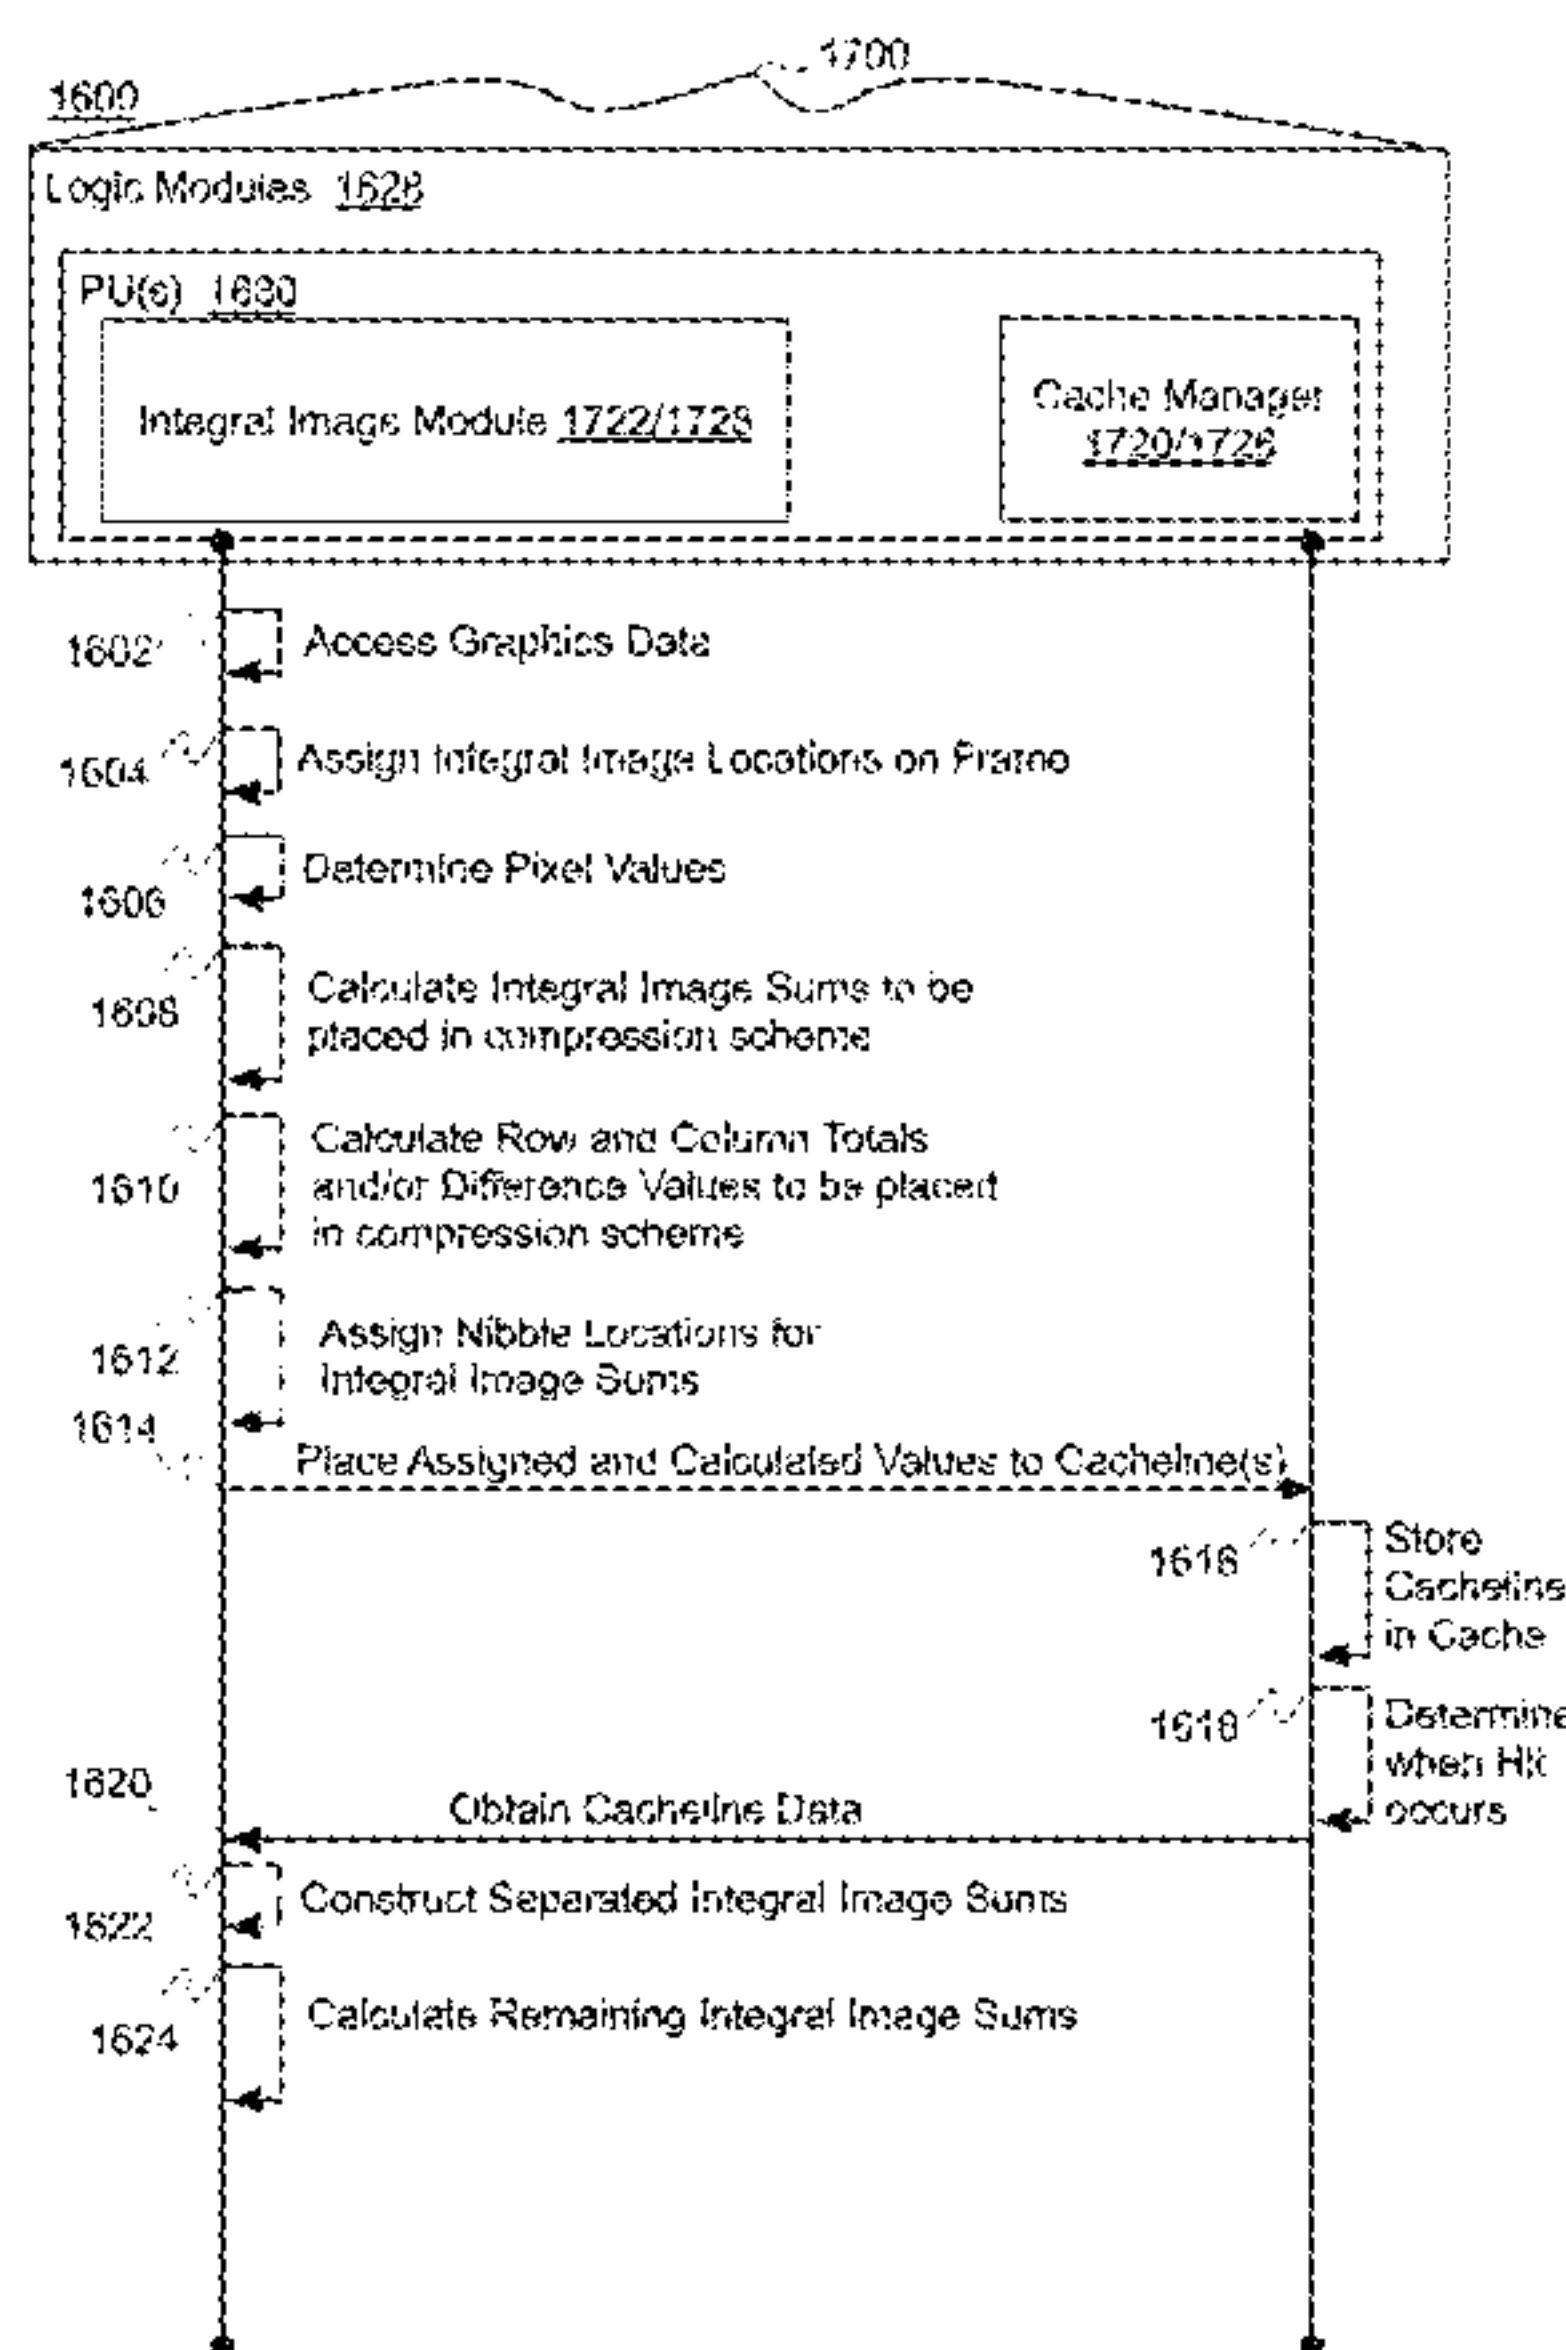 1700
1600
Logic Modules 1628
PU(s) 1630
Integral Image Module 1722/1728
Cache Manager
1720/1726
1602
Access Graphics Data
1604
Assign Integral Image Locations on Frame
1606
Determine Pixel Values
1608
Calculate Integral Image Sums to be
placed in compression scheme
1610
Calculate Row and Column Totals
and/or Difference Values to be placed
in compression scheme
1612
Assign Nibble Locations for
Integral Image Sums
1614
Place Assigned and Calculated Values to Cacheline(s)
1616
Store
Cacheline
in Cache
1618
Determine
when Hit
occurs
1620
Obtain Cacheline Data
1622
Construct Separated Integral Image Sums
1624
Calculate Remaining Integral Image Sums